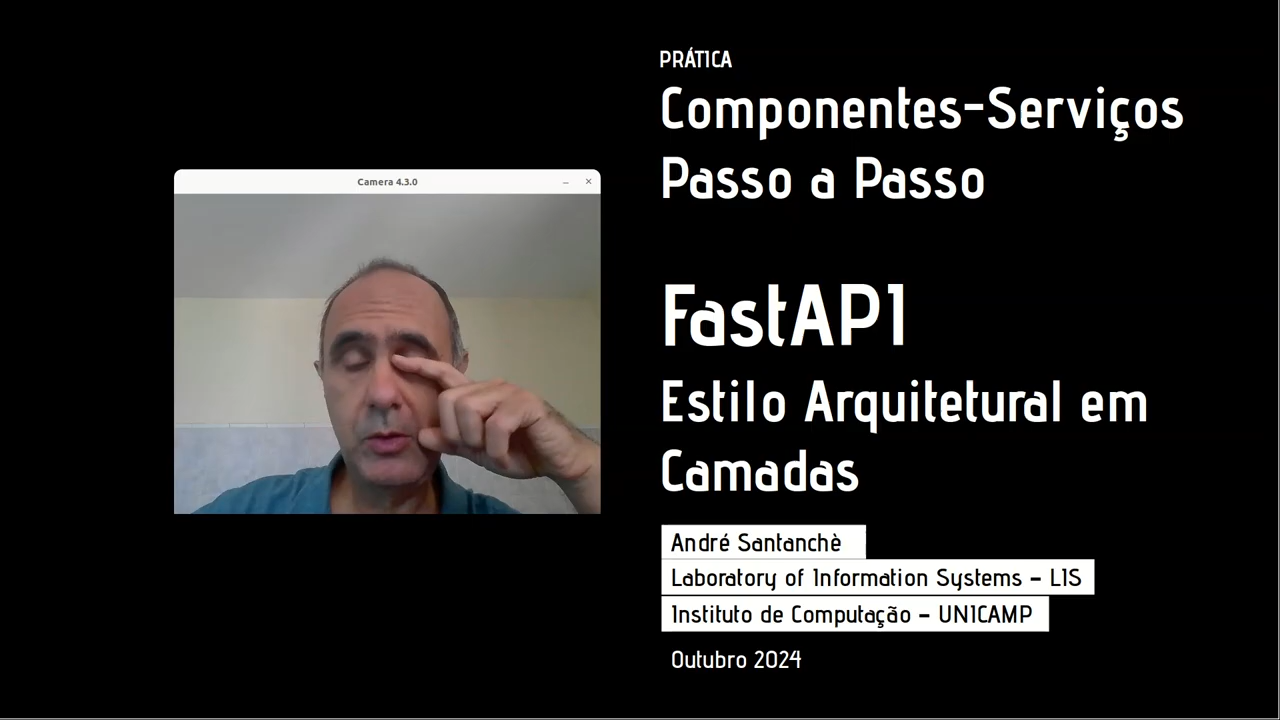 PRÁTICA
Componentes-Serviços
Passo a Passo
Camera 4.3.0
FastAPI
Estilo Arquitetural em
Camadas
André Santanchè
Laboratory of Information Systems – LIS
Instituto de Computação – UNICAMP
Outubro 2024